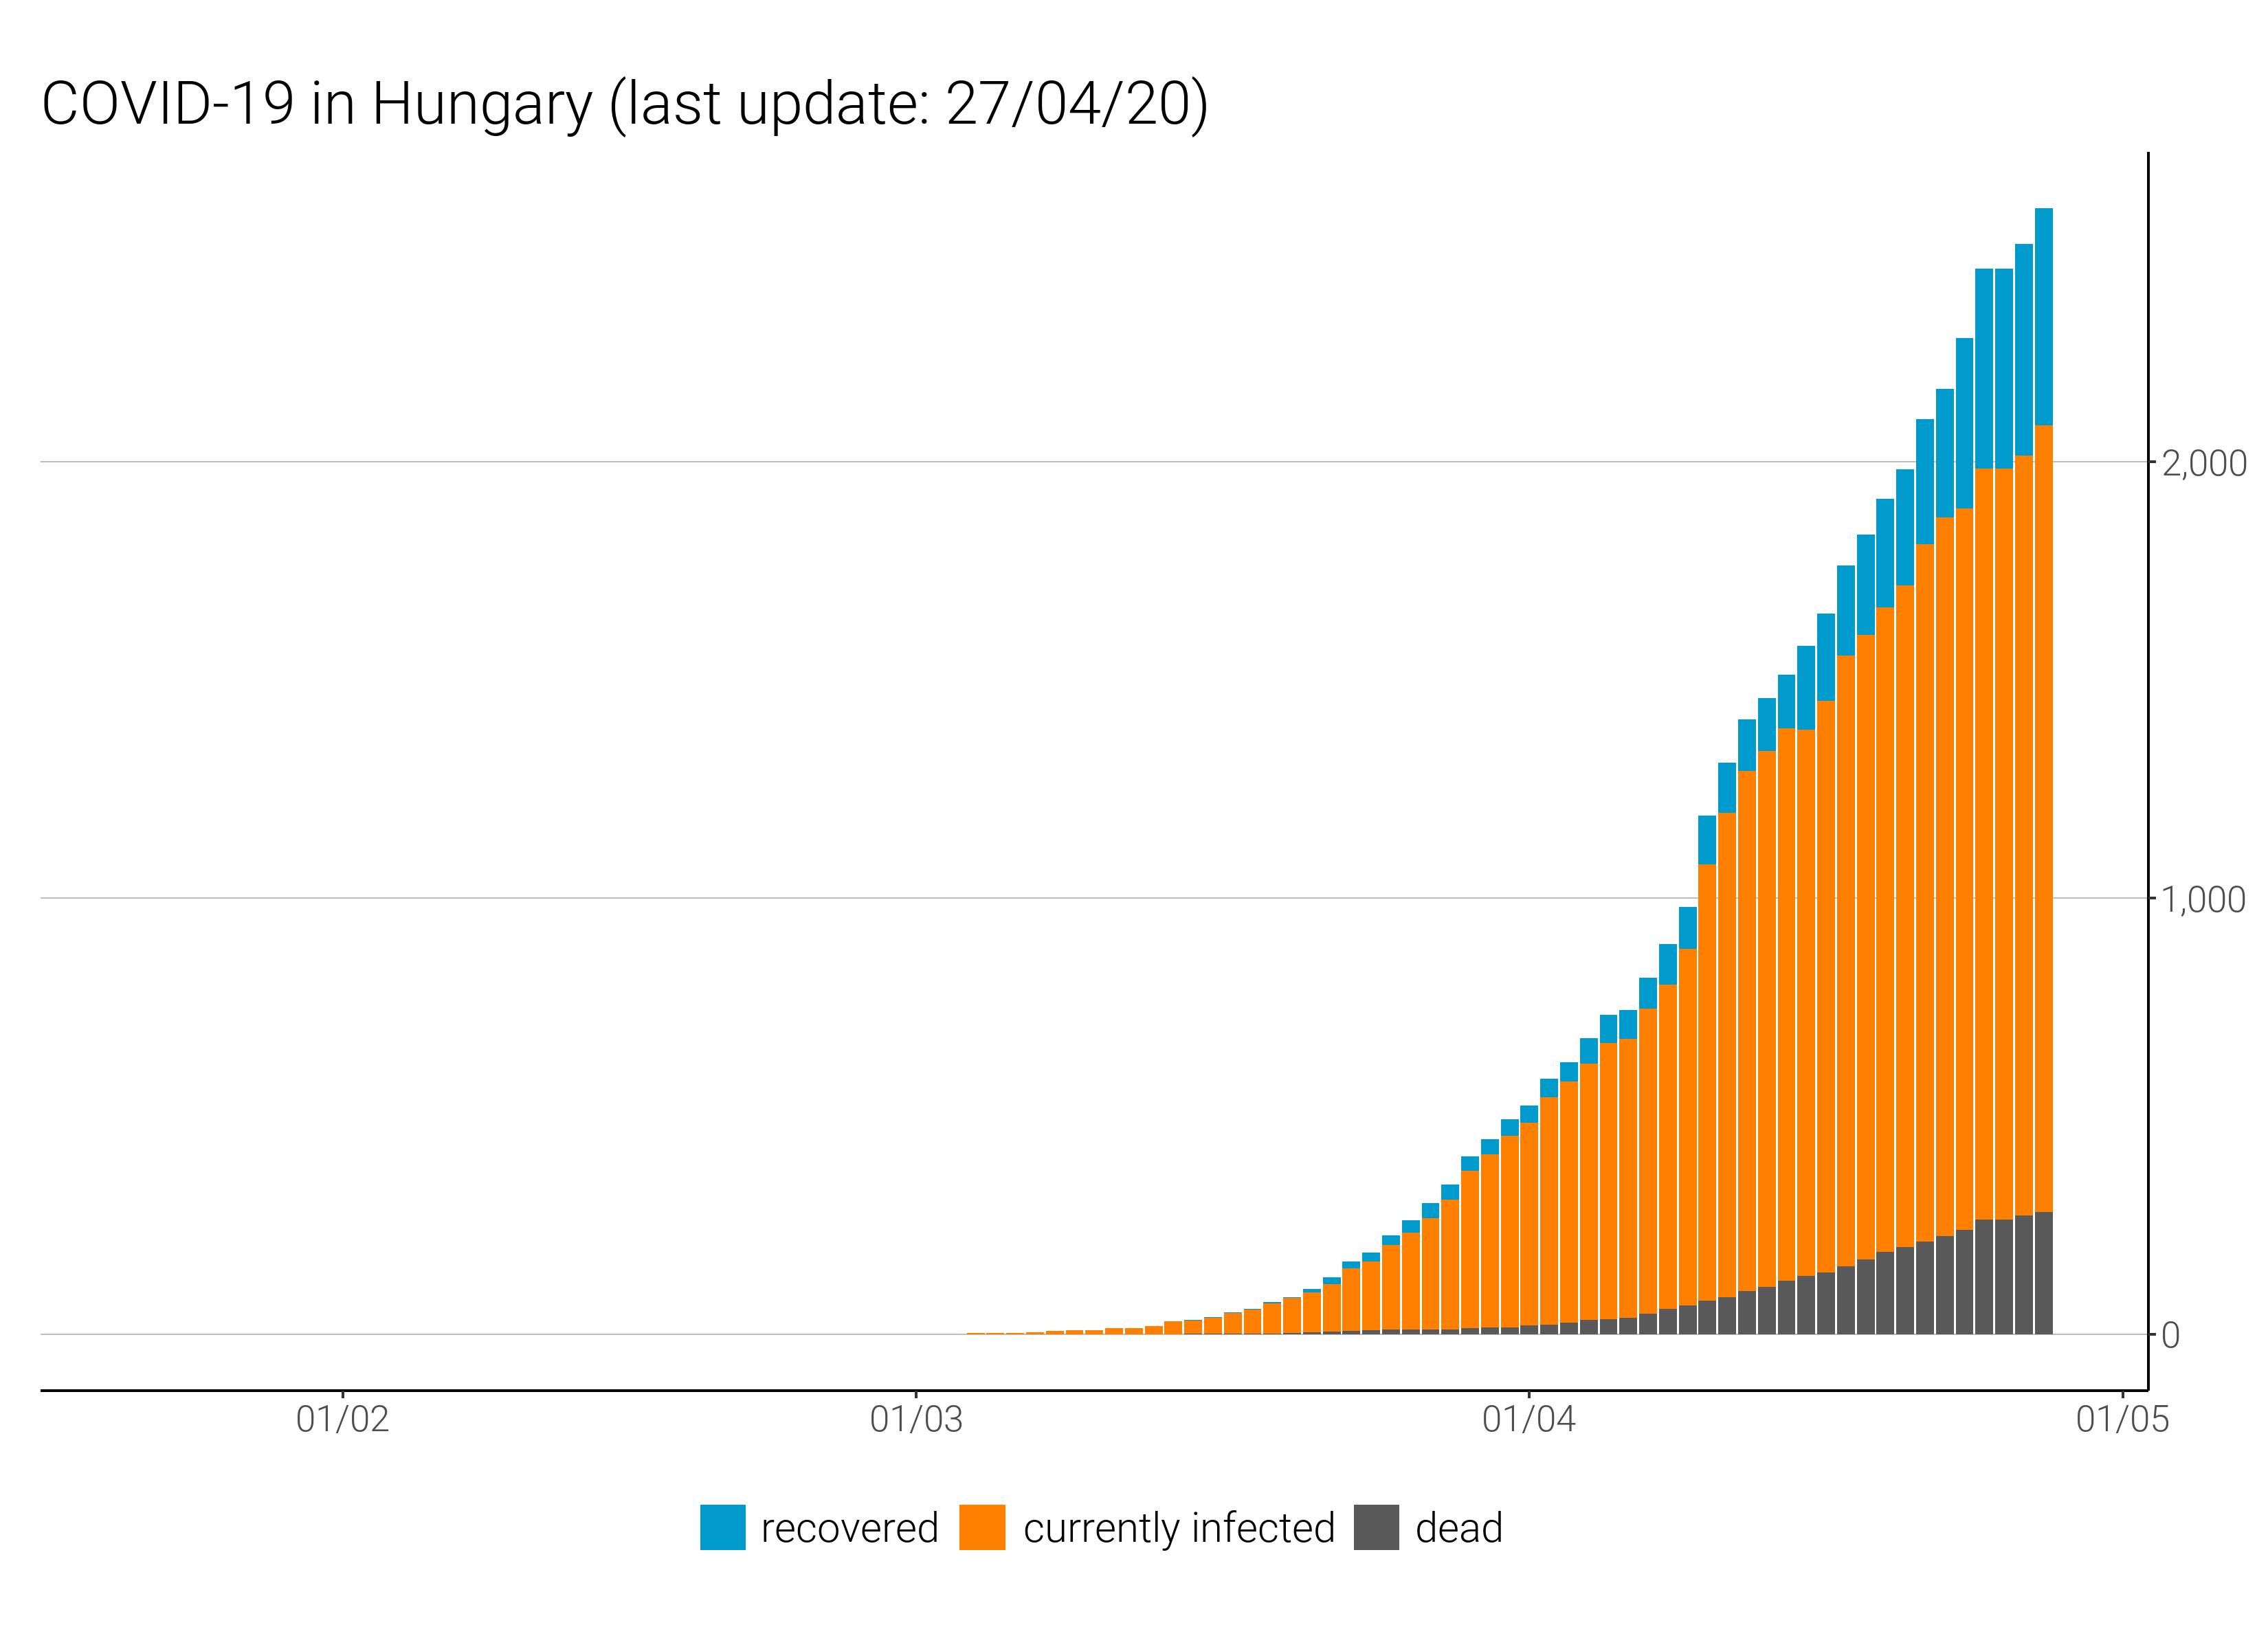 COVID-19 in Hungary (last update: 27/04/20)
2,000
1,000
0
01/02 01/03 01/04 01/05
recovered currently infected dead